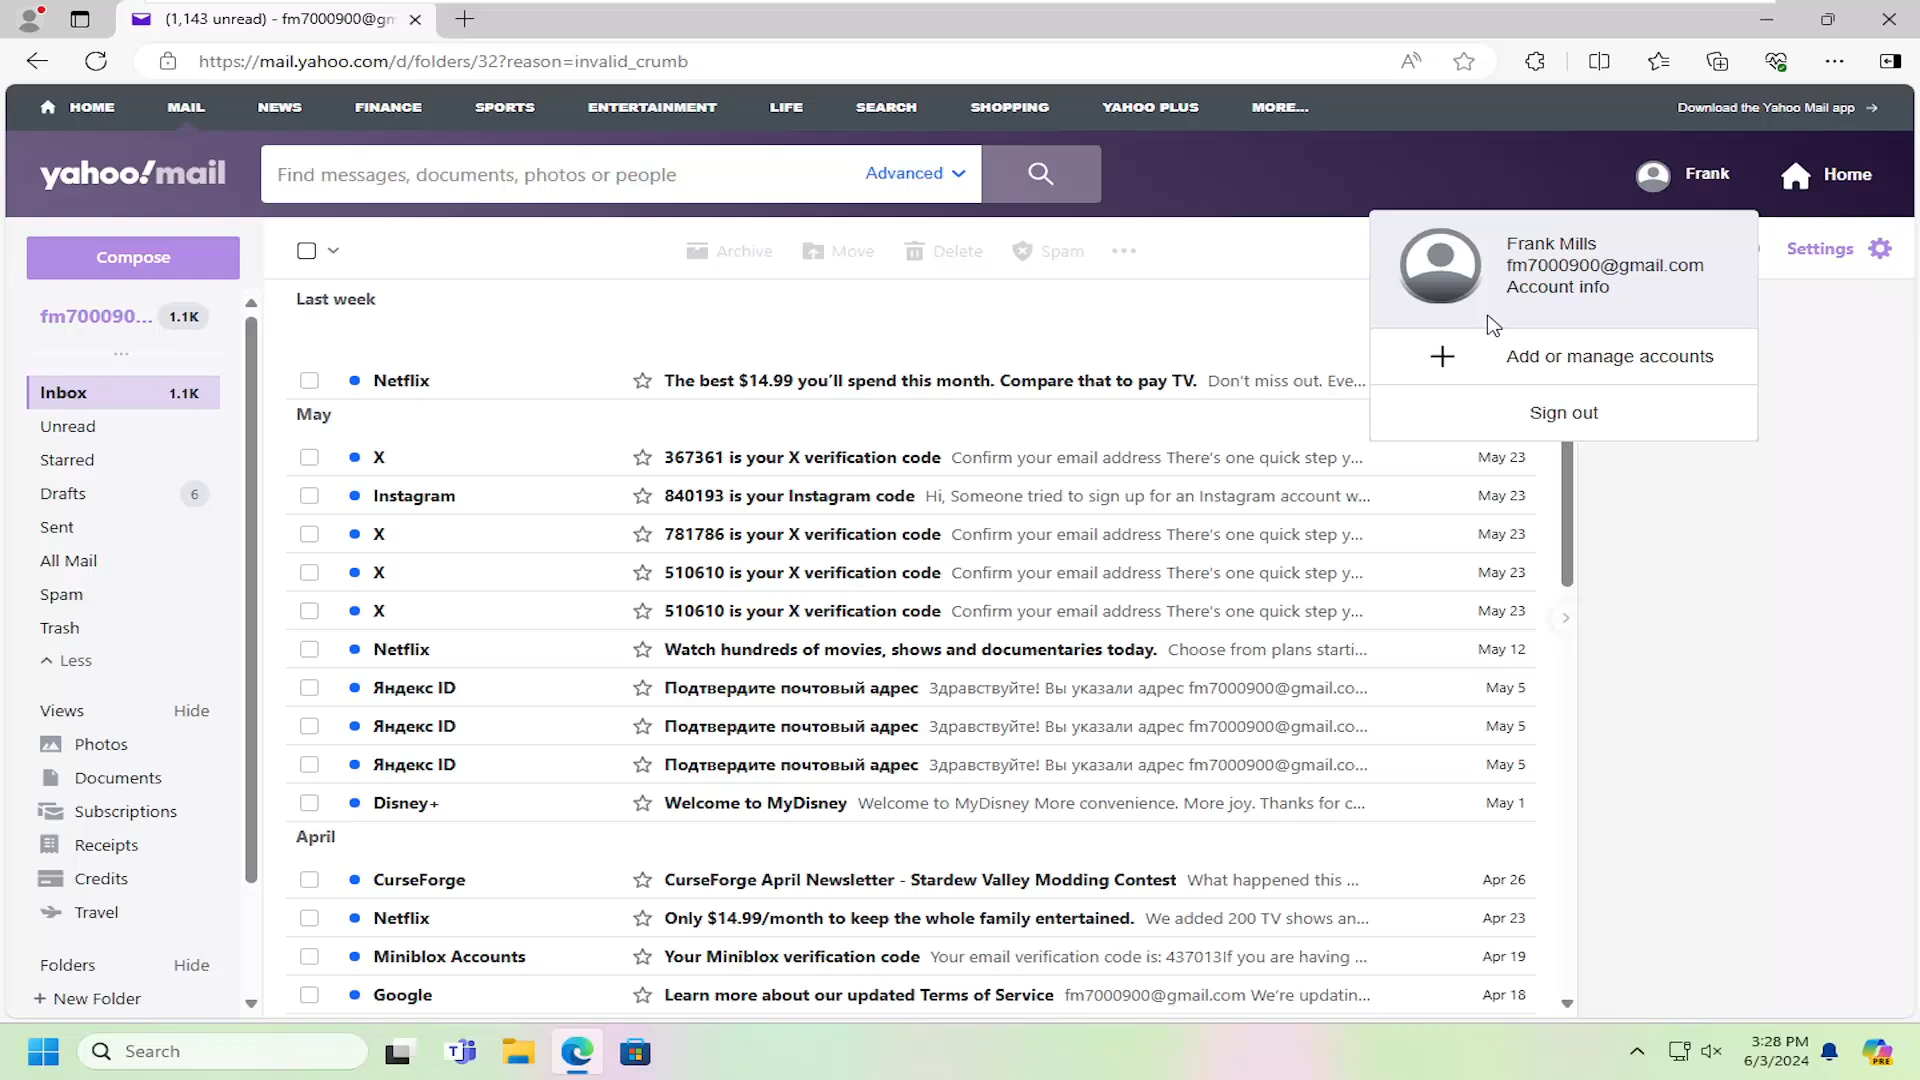 (1,143 unread) - fm7000900@gm
https://mail.yahoo.com/d/folders/32?reason=invalid_crumb
HOME MAIL NEWS FINANCE SPORTS ENTERTAINMENT LIFE SEARCH SHOPPING YAHOO PLUS MORE... Download the Yahoo Mail app
yahoo!mail Find messages, documents, photos or people Advanced Frank Home
Compose
Archive Move Delete Spam
Settings
Frank Mills
fm7000900@gmail.com
Account info
Add or manage accounts
Sign out
fm700090... 1.1K
Inbox 1.1K
Unread
Starred
Drafts 6
Sent
All Mail
Spam
Trash
Less
Views Hide
Photos
Documents
Subscriptions
Receipts
Credits
Travel
Folders Hide
+ New Folder
Last week
Netflix The best $14.99 you’ll spend this month. Compare that to pay TV. Don’t miss out. Eve...
May
X 367361 is your X verification code Confirm your email address There’s one quick step y... May 23
Instagram 840193 is your Instagram code Hi, Someone tried to sign up for an Instagram account w... May 23
X 781786 is your X verification code Confirm your email address There’s one quick step y... May 23
X 510610 is your X verification code Confirm your email address There’s one quick step y... May 23
X 510610 is your X verification code Confirm your email address There’s one quick step y... May 23
Netflix Watch hundreds of movies, shows and documentaries today. Choose from plans starti... May 12
Яндекс ID Подтвердите почтовый адрес Здравствуйте! Вы указали адрес fm7000900@gmail.co... May 5
Яндекс ID Подтвердите почтовый адрес Здравствуйте! Вы указали адрес fm7000900@gmail.co... May 5
Яндекс ID Подтвердите почтовый адрес Здравствуйте! Вы указали адрес fm7000900@gmail.co... May 5
Disney+ Welcome to MyDisney Welcome to MyDisney More convenience. More joy. Thanks for c... May 1
April
CurseForge CurseForge April Newsletter - Stardew Valley Modding Contest What happened this ... Apr 26
Netflix Only $14.99/month to keep the whole family entertained. We added 200 TV shows an... Apr 23
Miniblox Accounts Your Miniblox verification code Your email verification code is: 437013If you are having ... Apr 19
Google Learn more about our updated Terms of Service fm7000900@gmail.com We’re updatin... Apr 18
Search
3:28 PM
6/3/2024
PRE